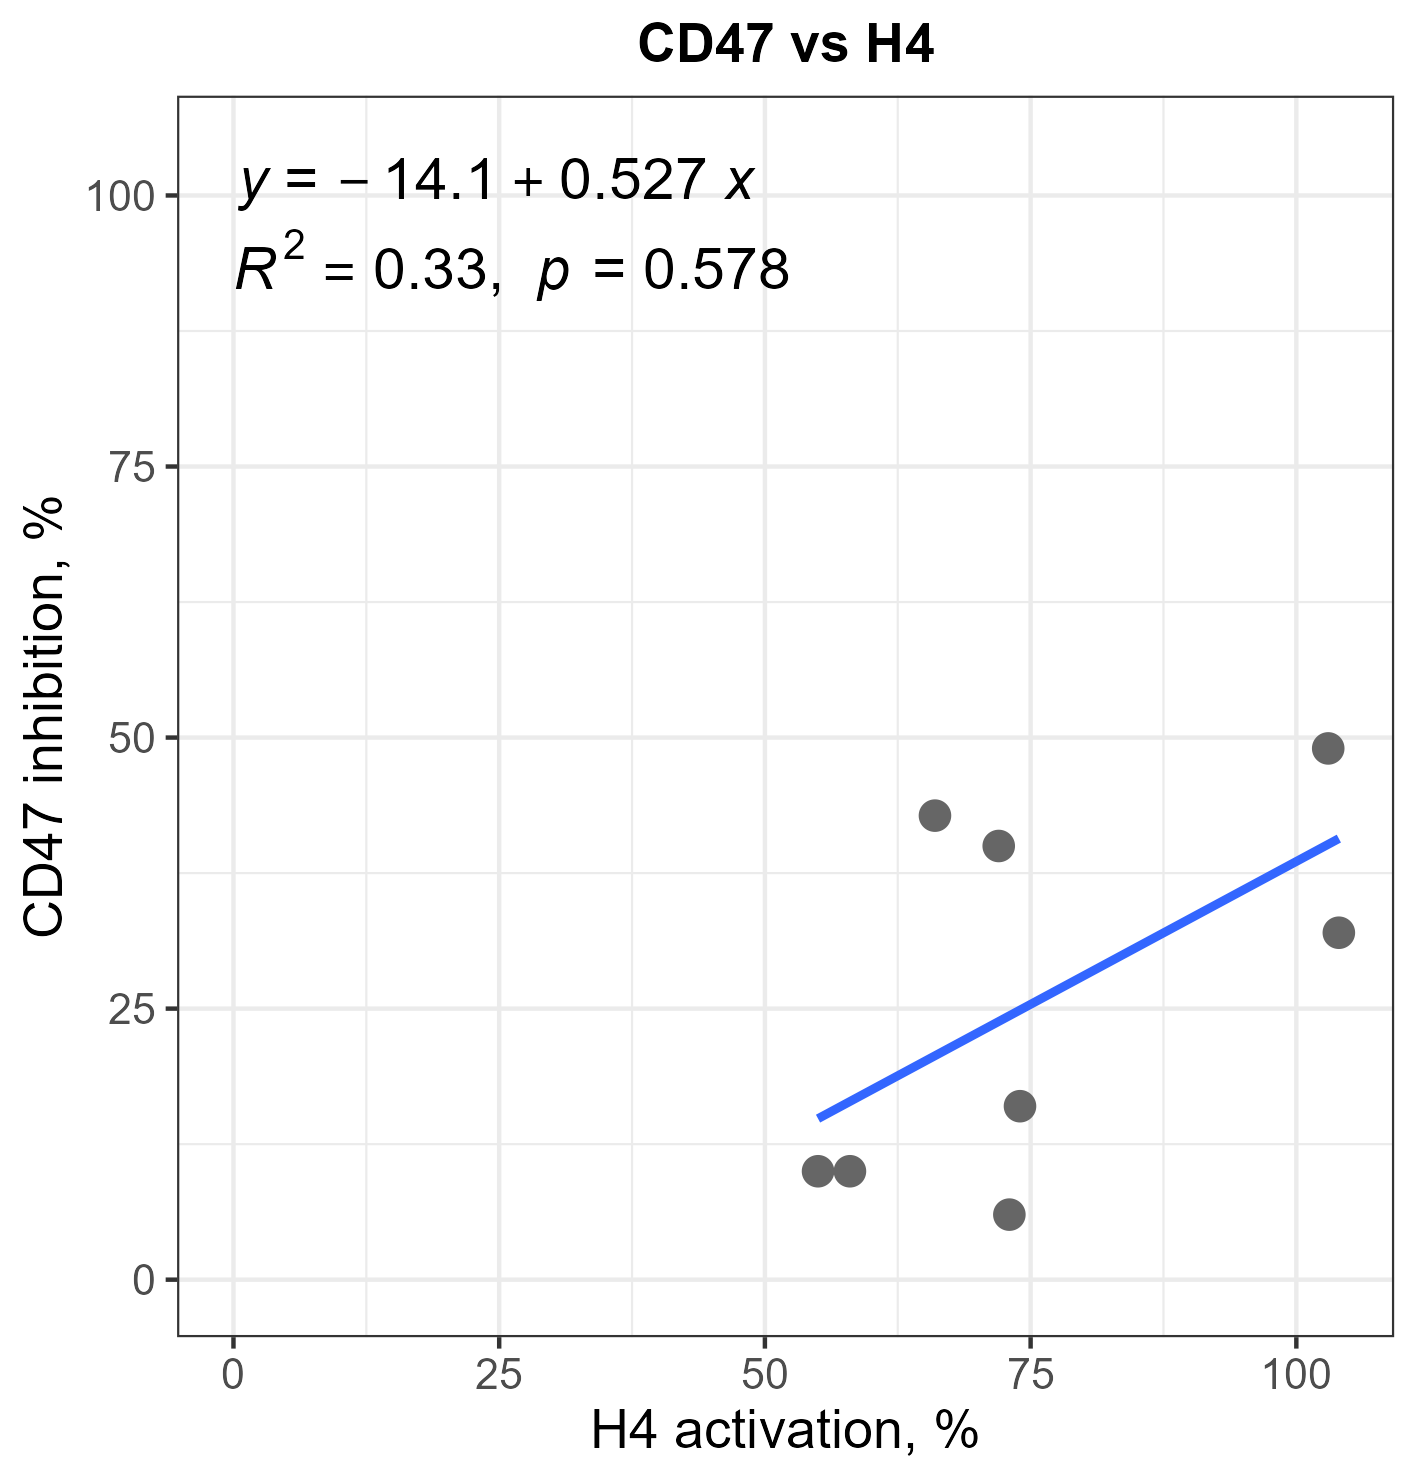 CD47 vs H4
y = − 14.1 + 0.527 x
R² = 0.33, p = 0.578
100
75
50
25
0
CD47 inhibition, %
0 25 50 75 100
H4 activation, %